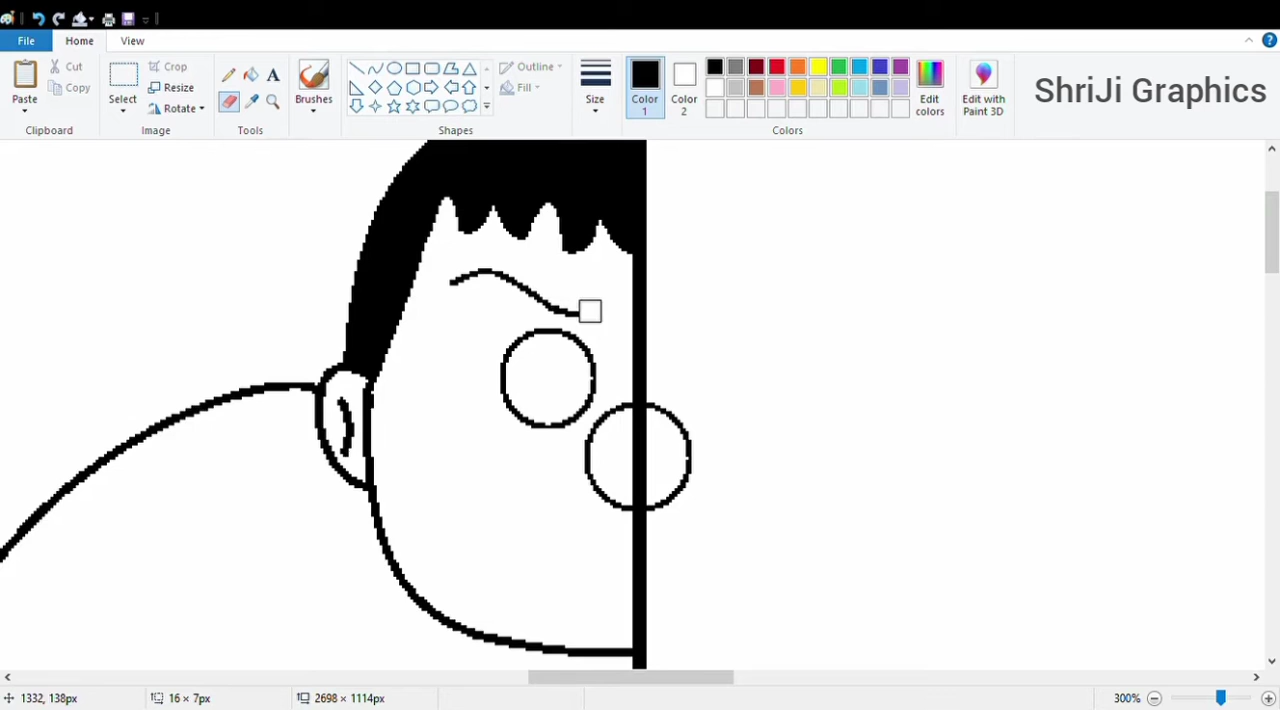 File
Home
View
Paste
Cut
Copy
Clipboard
Select
Crop
Resize
Rotate
Image
Tools
Brushes
Shapes
Outline
Fill
Size
Color
1
Color
2
Colors
Edit
colors
Edit with
Paint 3D
ShriJi Graphics
1332, 138px
16 × 7px
2698 × 1114px
300%